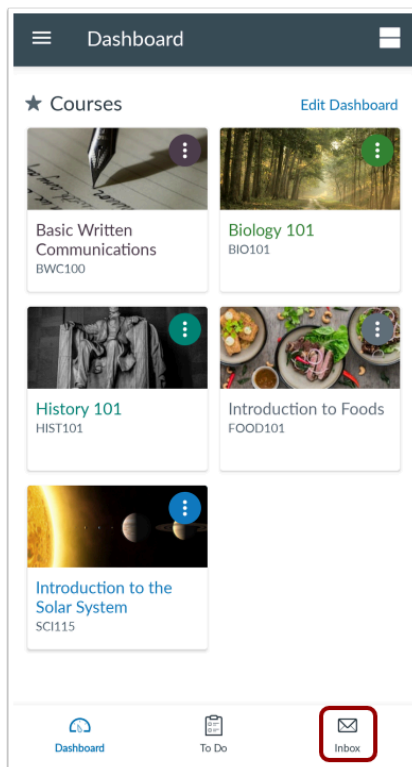 Dashboard
Courses
Edit Dashboard
Basic Written
Communications
BWC100
Biology 101
BIO101
History 101
HIST101
Introduction to Foods
FOOD101
Introduction to the
Solar System
SCI115
Dashboard
To Do
Inbox